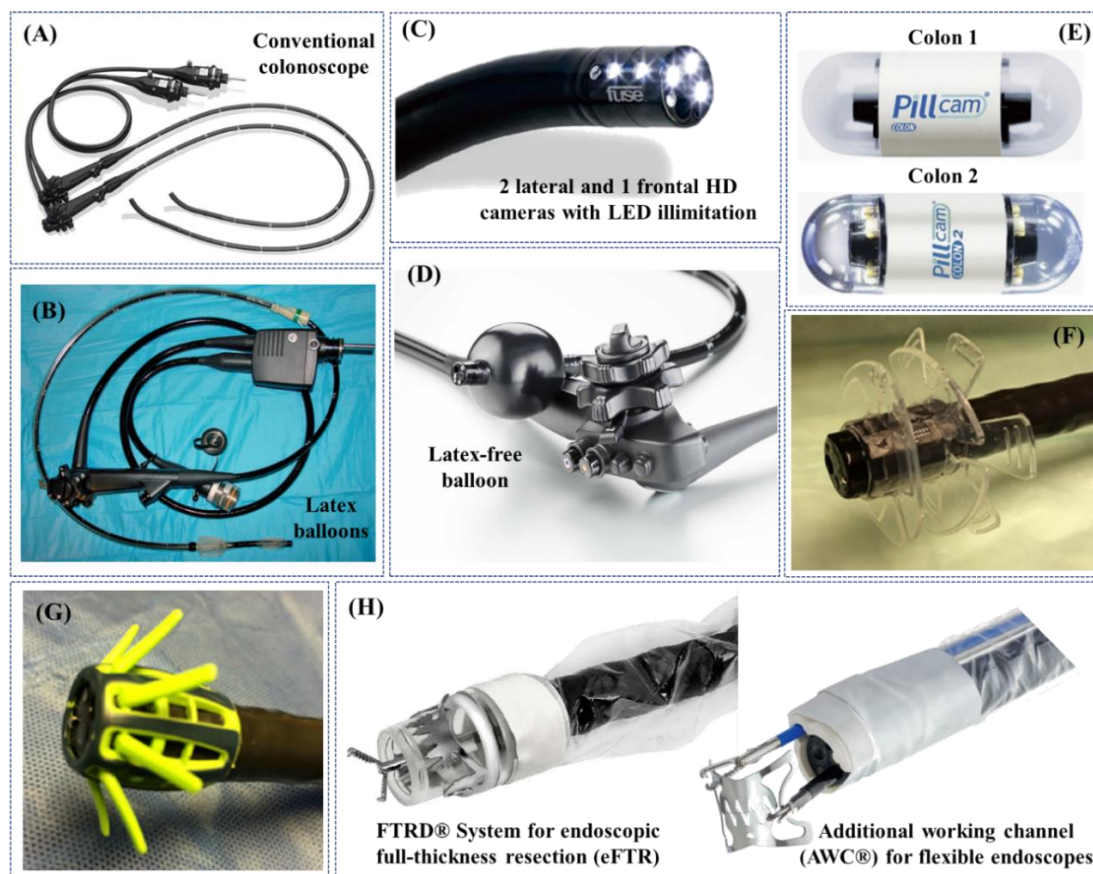 (A)
Conventional
colonoscope
(B)
Latex
balloons
(C)
fuse
2 lateral and 1 frontal HD
cameras with LED illimitation
(D)
Latex-free
balloon
(E)
Colon 1
Pillcam®
COLON
Colon 2
Pillcam®
COLON 2
(F)
(G)
(H)
FTRD® System for endoscopic
full-thickness resection (eFTR)
Additional working channel
(AWC®) for flexible endoscopes